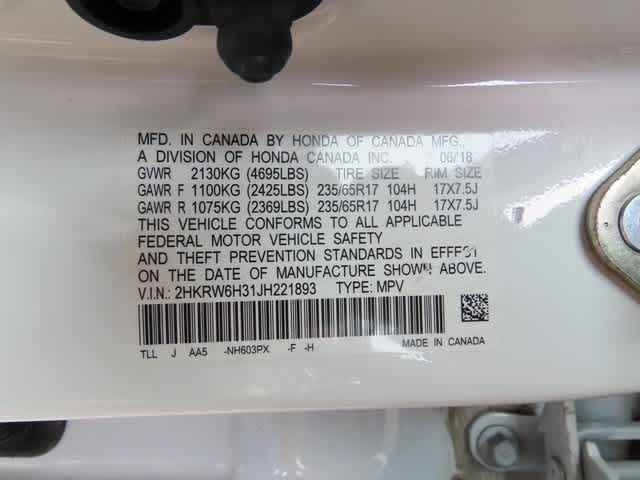 MFD. IN CANADA BY HONDA OF CANADA MFG.,
A DIVISION OF HONDA CANADA INC. 06/18
GVWR 2130KG (4695LBS) TIRE SIZE RIM SIZE
GAWR F 1100KG (2425LBS) 235/65R17 104H 17X7.5J
GAWR R 1075KG (2369LBS) 235/65R17 104H 17X7.5J
THIS VEHICLE CONFORMS TO ALL APPLICABLE
FEDERAL MOTOR VEHICLE SAFETY
AND THEFT PREVENTION STANDARDS IN EFFECT
ON THE DATE OF MANUFACTURE SHOWN ABOVE.
V.I.N.: 2HKRW6H31JH221893 TYPE: MPV
TLL J AA5 -NH603PX -F -H MADE IN CANADA